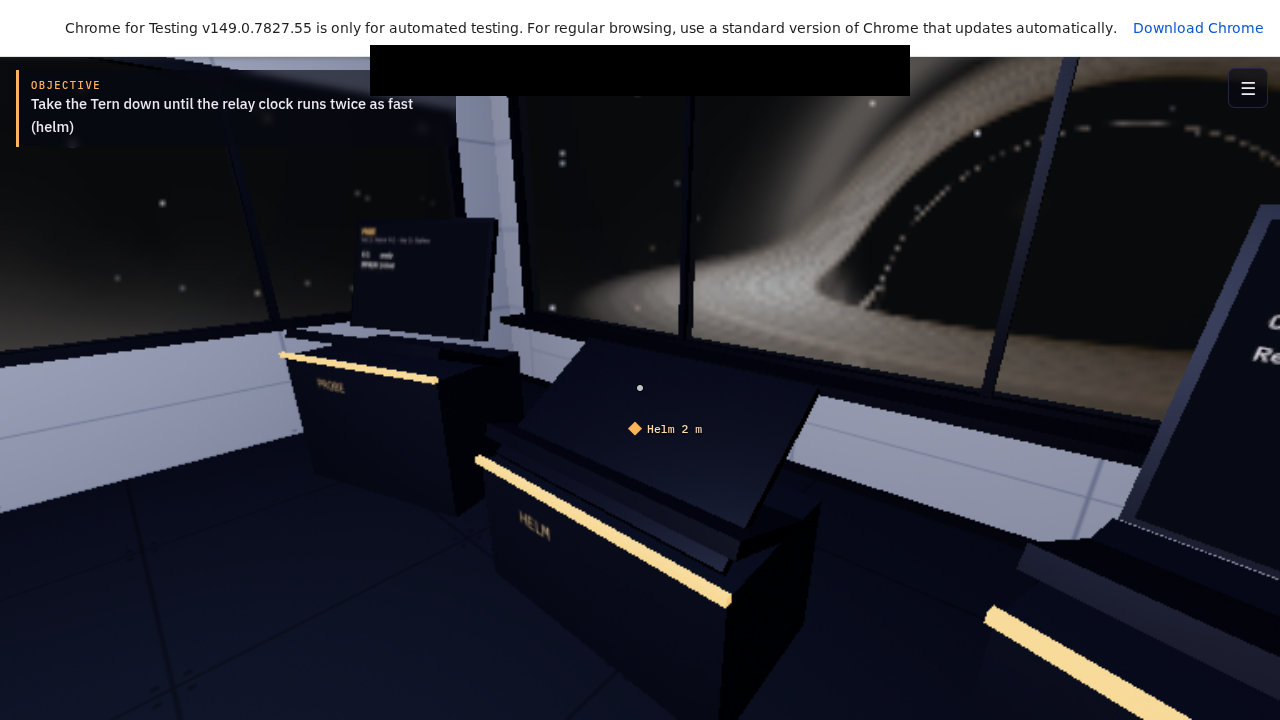 Chrome for Testing v149.0.7827.55 is only for automated testing. For regular browsing, use a standard version of Chrome that updates automatically. Download Chrome
OBJECTIVE
Take the Tern down until the relay clock runs twice as fast
(helm)
PROBE
Helm 2 m
HELM